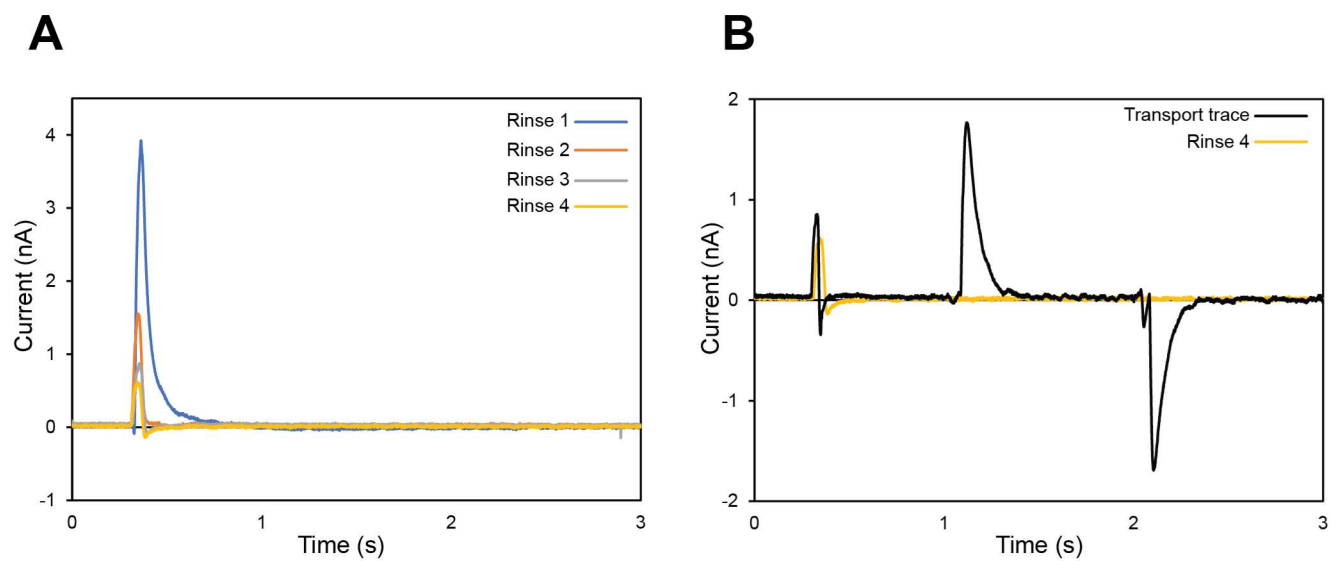 A
Rinse 1
Rinse 2
Rinse 3
Rinse 4
4
3
2
1
0
-1
Current (nA)
0
1
2
3
Time (s)
B
Transport trace
Rinse 4
2
1
0
-1
-2
Current (nA)
0
1
2
3
Time (s)